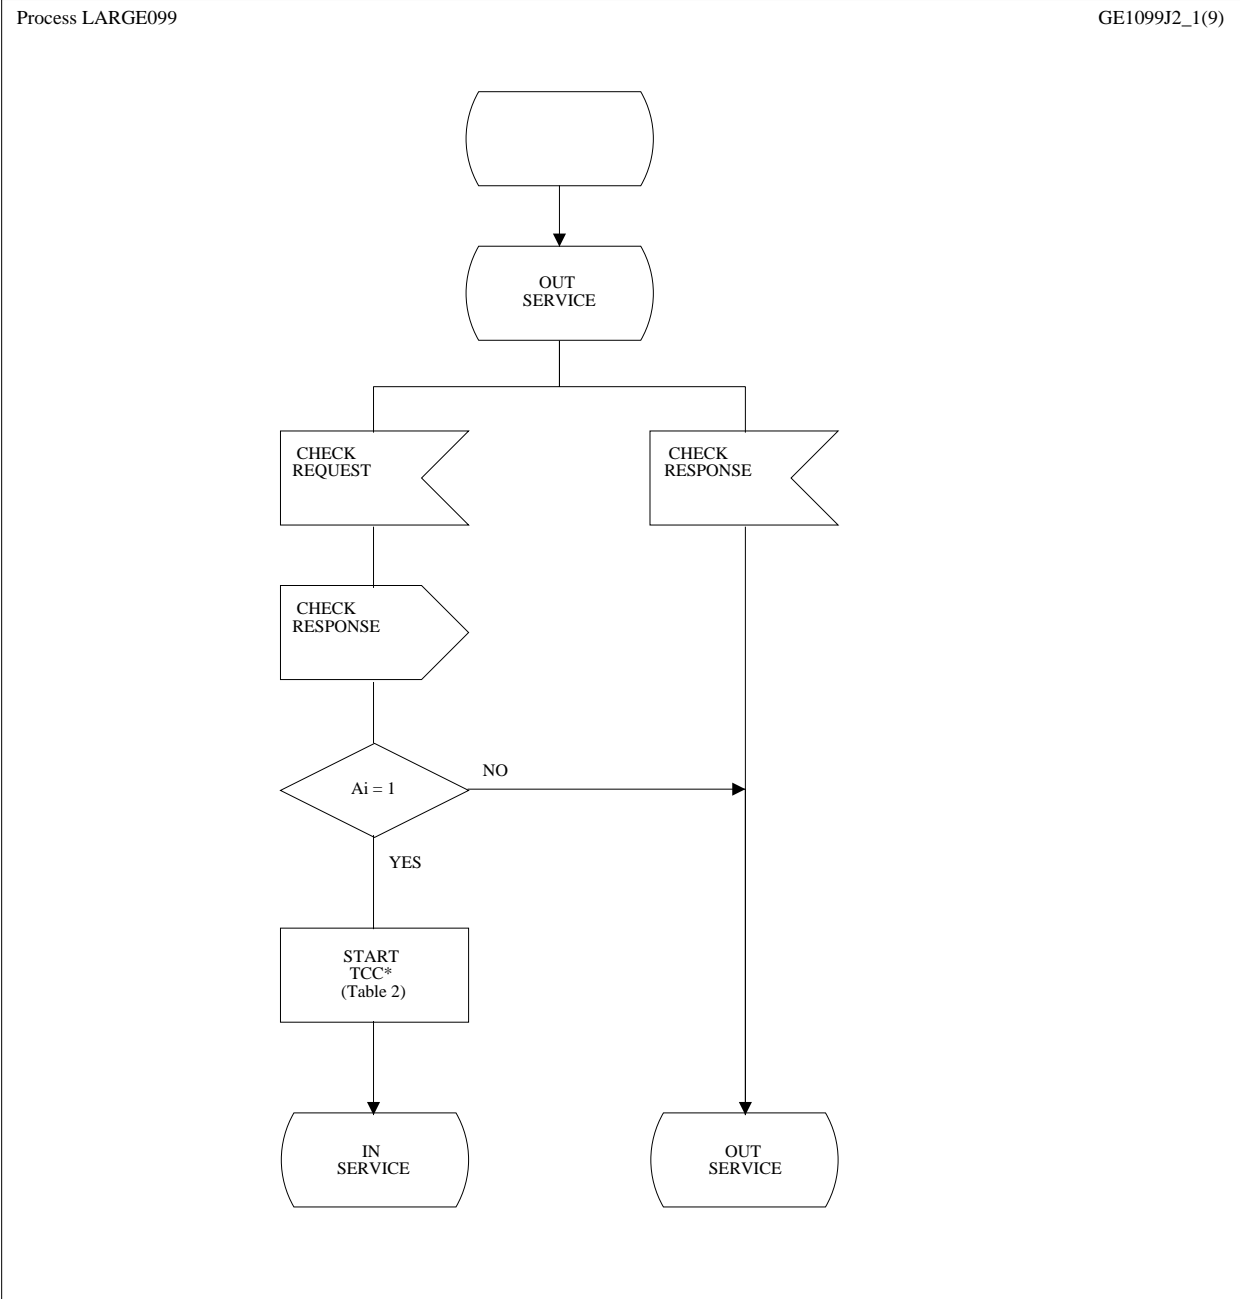 Process LARGE099
GE1099J2_1(9)
OUT
SERVICE
CHECK
REQUEST
CHECK
RESPONSE
CHECK
RESPONSE
Ai = 1
NO
YES
START
TCC*
(Table 2)
IN
SERVICE
OUT
SERVICE